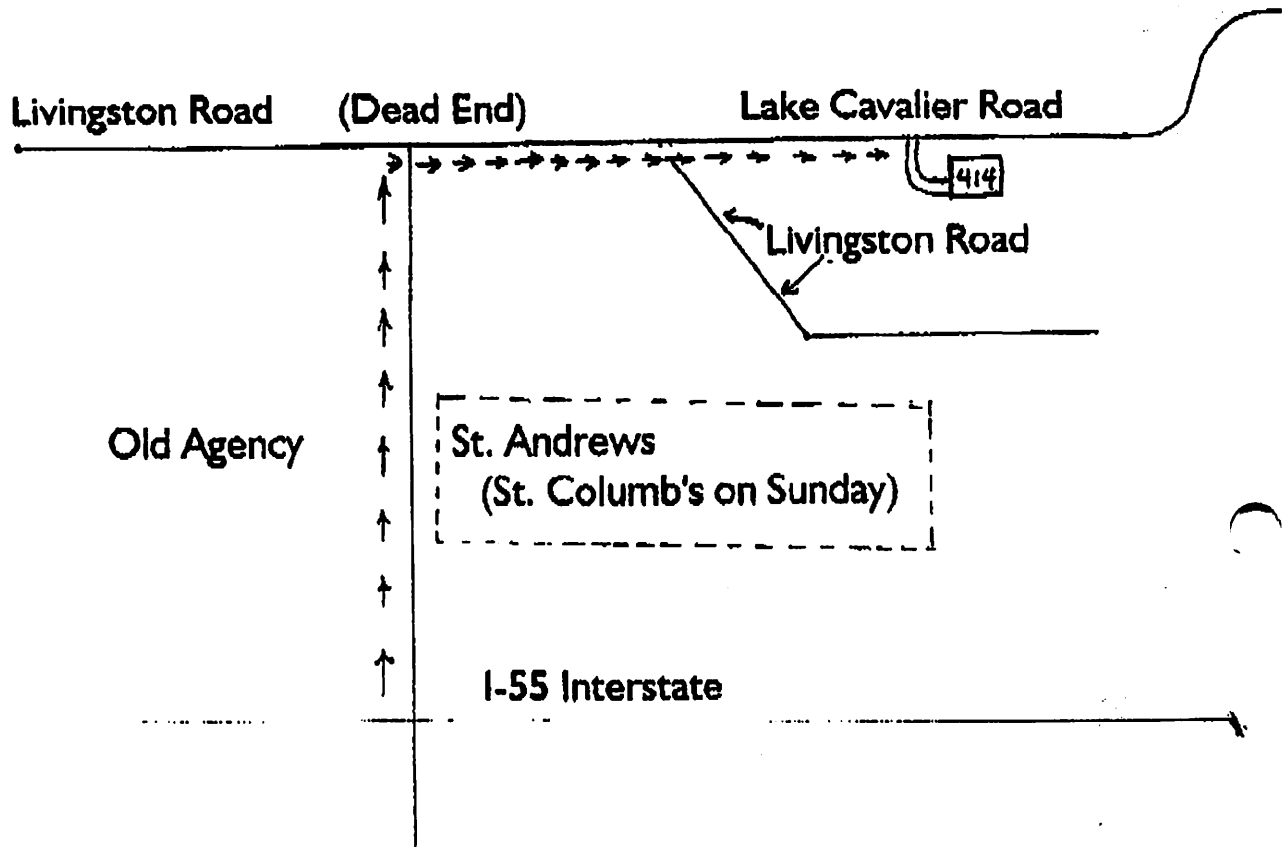 Livingston Road (Dead End) Lake Cavalier Road
414
Livingston Road
Old Agency
St. Andrews
(St. Columb's on Sunday)
I-55 Interstate